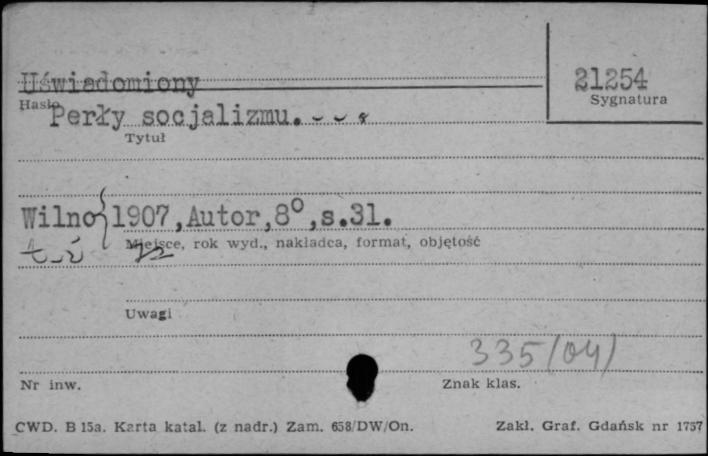 Uświadomiony
21254
Hasło
Sygnatura
Perły socjalizmu.
Tytuł
Wilno 1907,Autor,8°,s.31.
Miejsce, rok wyd., nakładca, format, objętość
Uwagi
335/04/
Nr inw.
Znak klas.
CWD. B 15a. Karta katal. (z nadr.) Zam. 658/DW/On.
Zakł. Graf. Gdańsk nr 1757